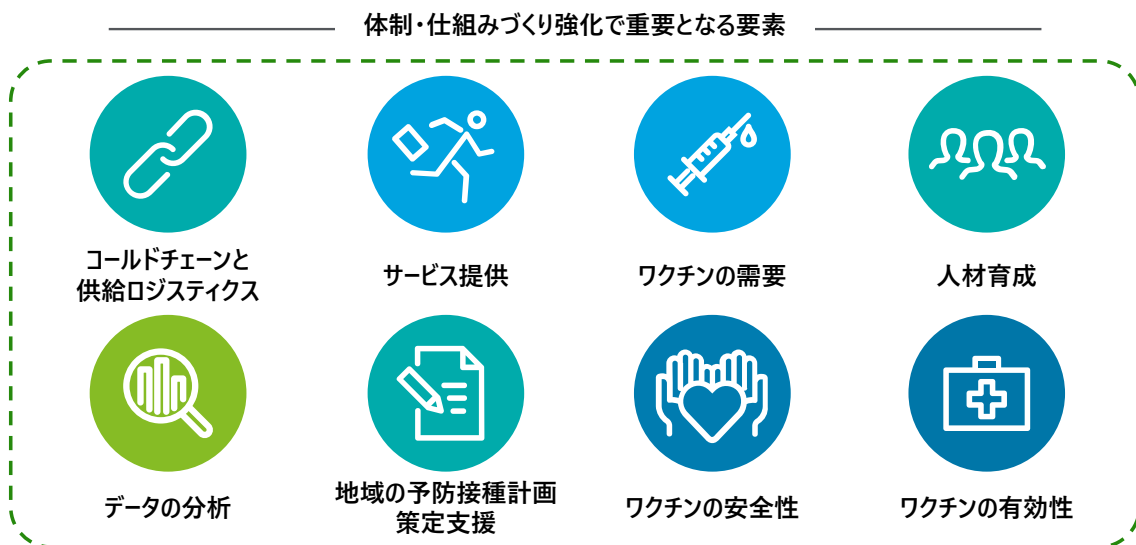 体制・仕組みづくり強化で重要となる要素
コールドチェーンと
供給ロジスティクス
サービス提供
ワクチンの需要
人材育成
データの分析
地域の予防接種計画
策定支援
ワクチンの安全性
ワクチンの有効性